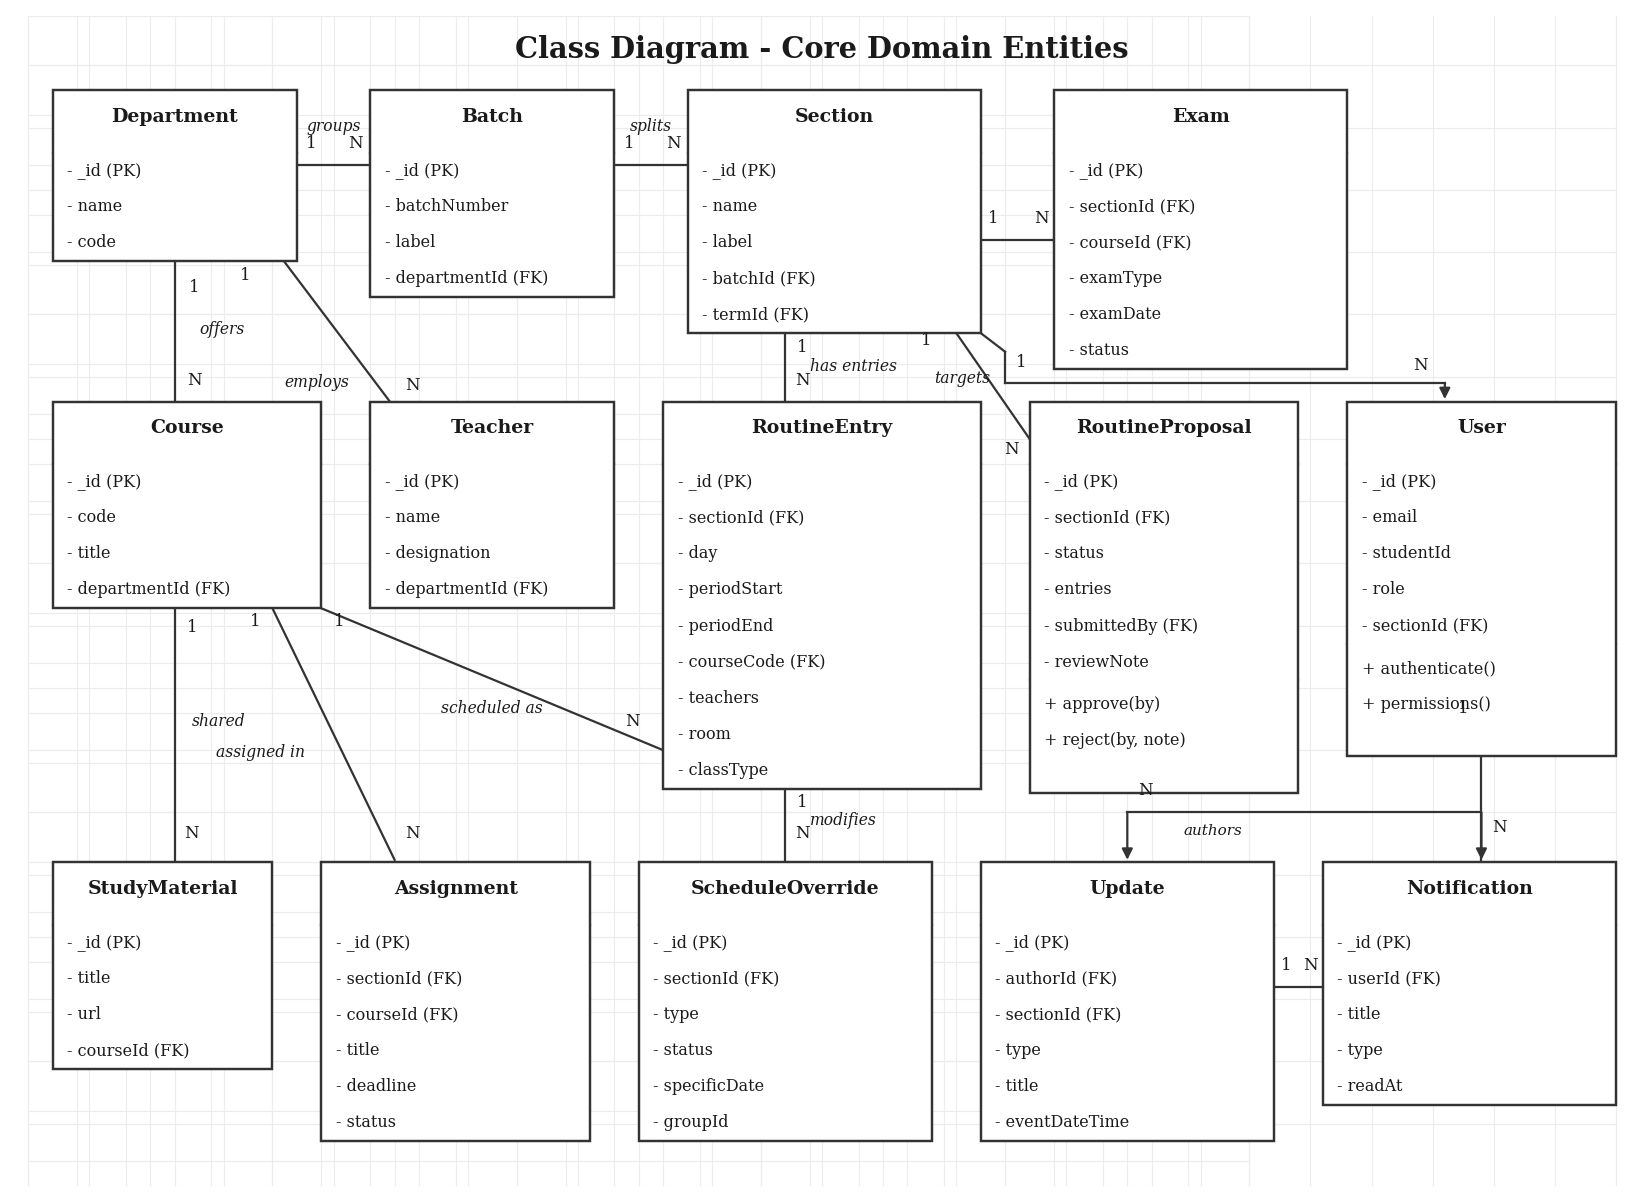 Class Diagram - Core Domain Entities
Department
- _id (PK)
- name
- code
groups
1 N
Batch
- _id (PK)
- batchNumber
- label
- departmentId (FK)
splits
1 N
Section
- _id (PK)
- name
- label
- batchId (FK)
- termId (FK)
1 N
Exam
- _id (PK)
- sectionId (FK)
- courseId (FK)
- examType
- examDate
- status
1
offers
N
1
employs
N
1
has entries
N
1
targets
N
1
N
Course
- _id (PK)
- code
- title
- departmentId (FK)
Teacher
- _id (PK)
- name
- designation
- departmentId (FK)
RoutineEntry
- _id (PK)
- sectionId (FK)
- day
- periodStart
- periodEnd
- courseCode (FK)
- teachers
- room
- classType
RoutineProposal
- _id (PK)
- sectionId (FK)
- status
- entries
- submittedBy (FK)
- reviewNote
+ approve(by)
+ reject(by, note)
User
- _id (PK)
- email
- studentId
- role
- sectionId (FK)
+ authenticate()
+ permissions()
1
1
shared
N
1
assigned in
N
1
scheduled as
N
1
modifies
N
N
authors
N
StudyMaterial
- _id (PK)
- title
- url
- courseId (FK)
Assignment
- _id (PK)
- sectionId (FK)
- courseId (FK)
- title
- deadline
- status
ScheduleOverride
- _id (PK)
- sectionId (FK)
- type
- status
- specificDate
- groupId
Update
- _id (PK)
- authorId (FK)
- sectionId (FK)
- type
- title
- eventDateTime
1 N
Notification
- _id (PK)
- userId (FK)
- title
- type
- readAt